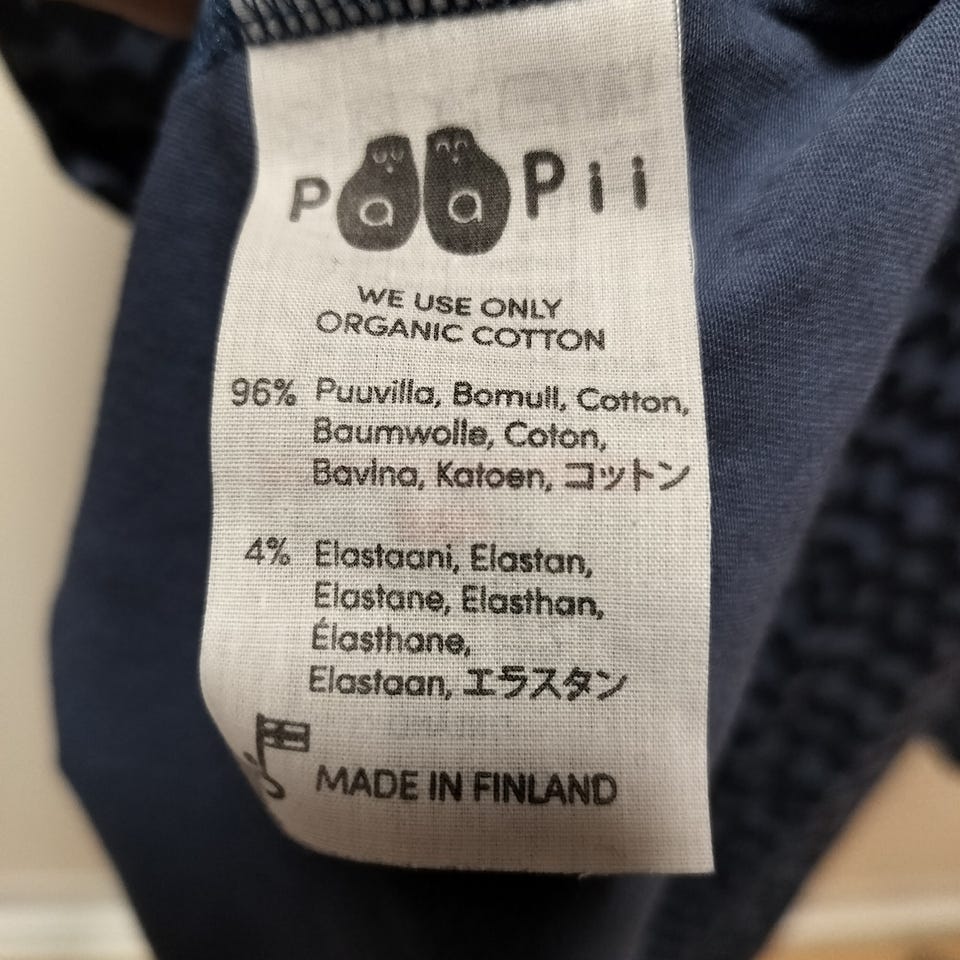 PaaPii
WE USE ONLY
ORGANIC COTTON
96% Puuvilla, Bomull, Cotton,
Baumwolle, Coton,
Bavlna, Katoen, コットン
4% Elastaani, Elastan,
Elastane, Elasthan,
Élasthane,
Elastaan, エラスタン
MADE IN FINLAND